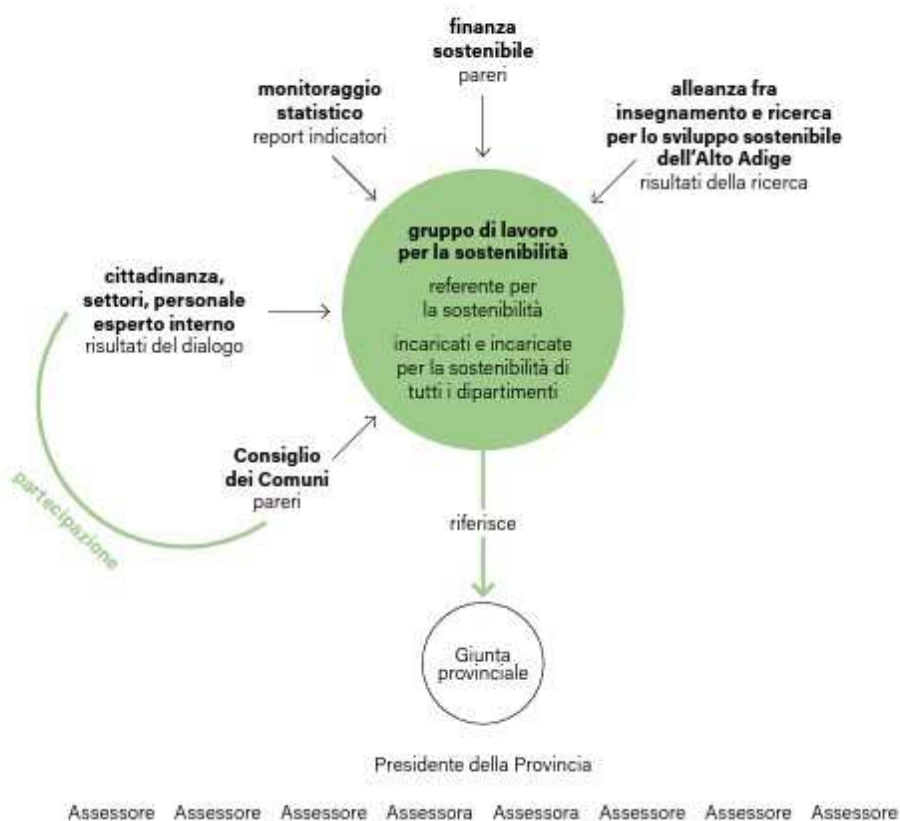 finanza
sostenibile
pareri
monitoraggio
statistico
report indicatori
alleanza fra
insegnamento e ricerca
per lo sviluppo sostenibile
dell'Alto Adige
risultati della ricerca
gruppo di lavoro
per la sostenibilità
referente per
la sostenibilità
incaricati e incaricate
per la sostenibilità di
tutti i dipartimenti
cittadinanza,
settori, personale
esperto interno
risultati del dialogo
Consiglio
dei Comuni
pareri
partecipazione
riferisce
Giunta
provinciale
Presidente della Provincia
Assessore Assessore Assessore Assessora Assessora Assessore Assessore Assessore